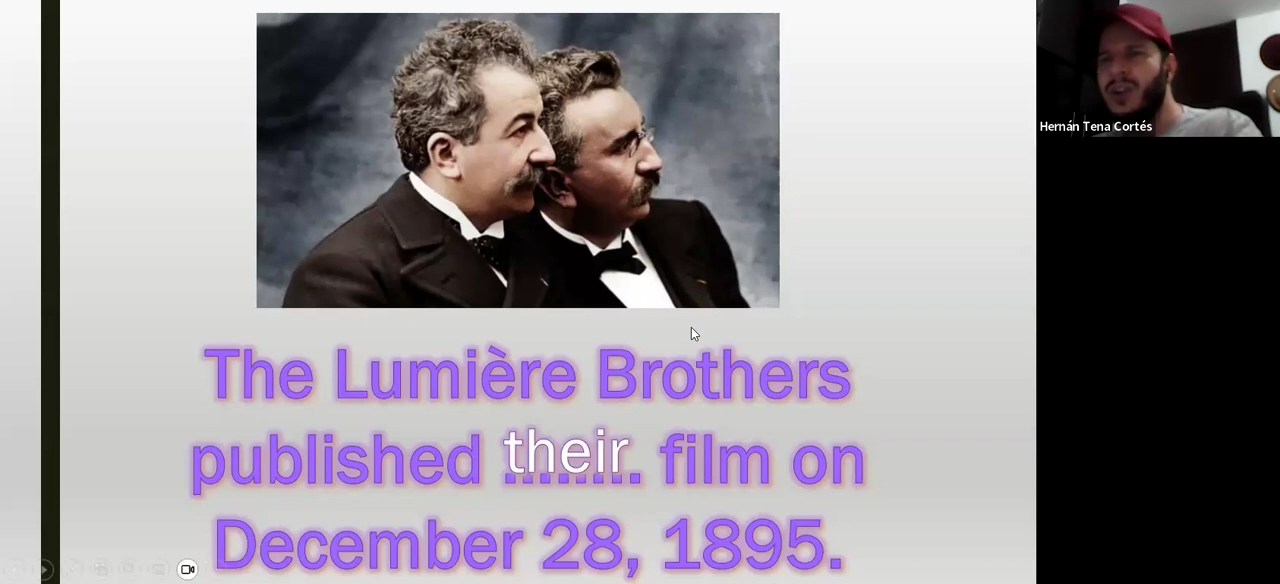 Hernán Tena Cortés
The Lumière Brothers
published their film on
December 28, 1895.